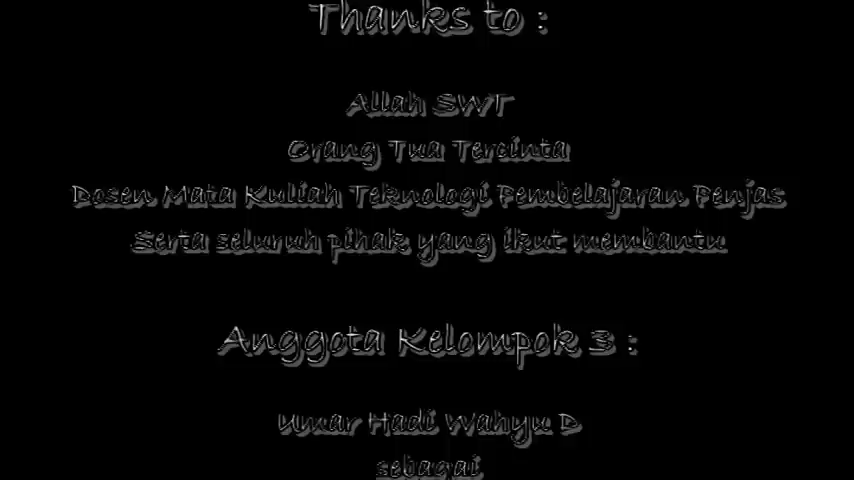 Thanks to :
Allah SWT
Orang Tua Tercinta
Dosen Mata Kuliah Teknologi Pembelajaran Penjas
Serta seluruh pihak yang ikut membantu
Anggota Kelompok 3 :
Umar Hadi Wahyu D
sebagai